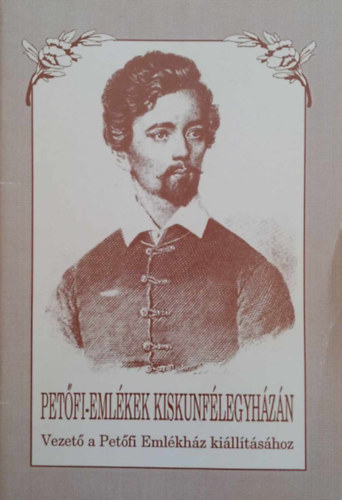 PETŐFI-EMLÉKEK KISKUNFÉLEGYHÁZÁN
Vezető a Petőfi Emlékház kiállításához